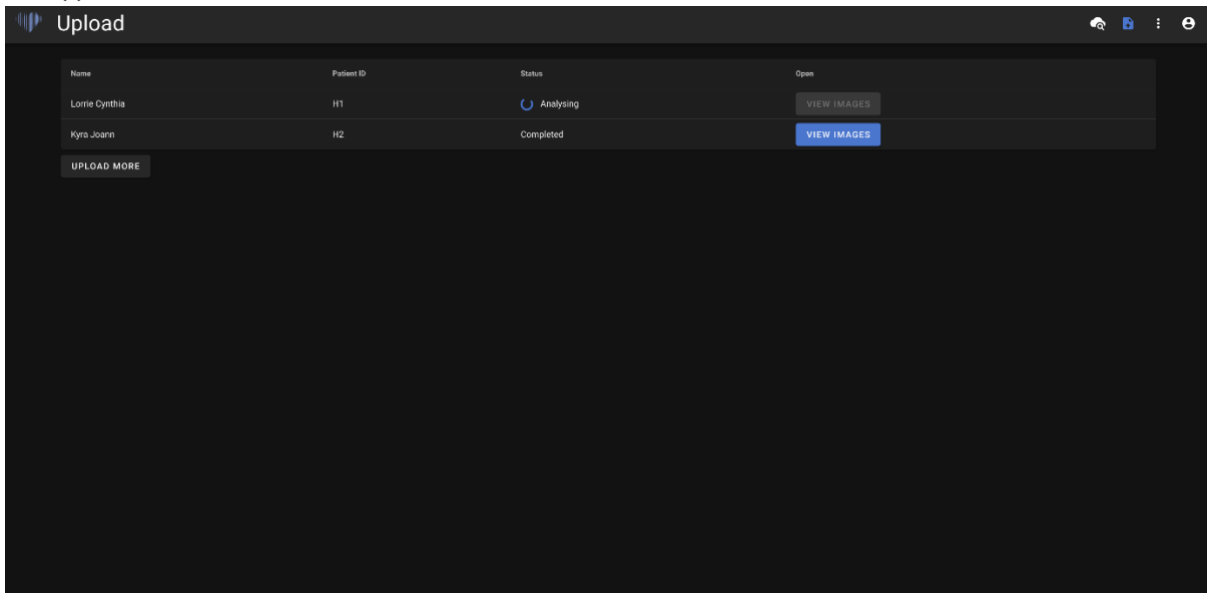 Upload
Name Patient ID Status Open
Lorrie Cynthia H1 Analysing VIEW IMAGES
Kyra Joann H2 Completed VIEW IMAGES
UPLOAD MORE